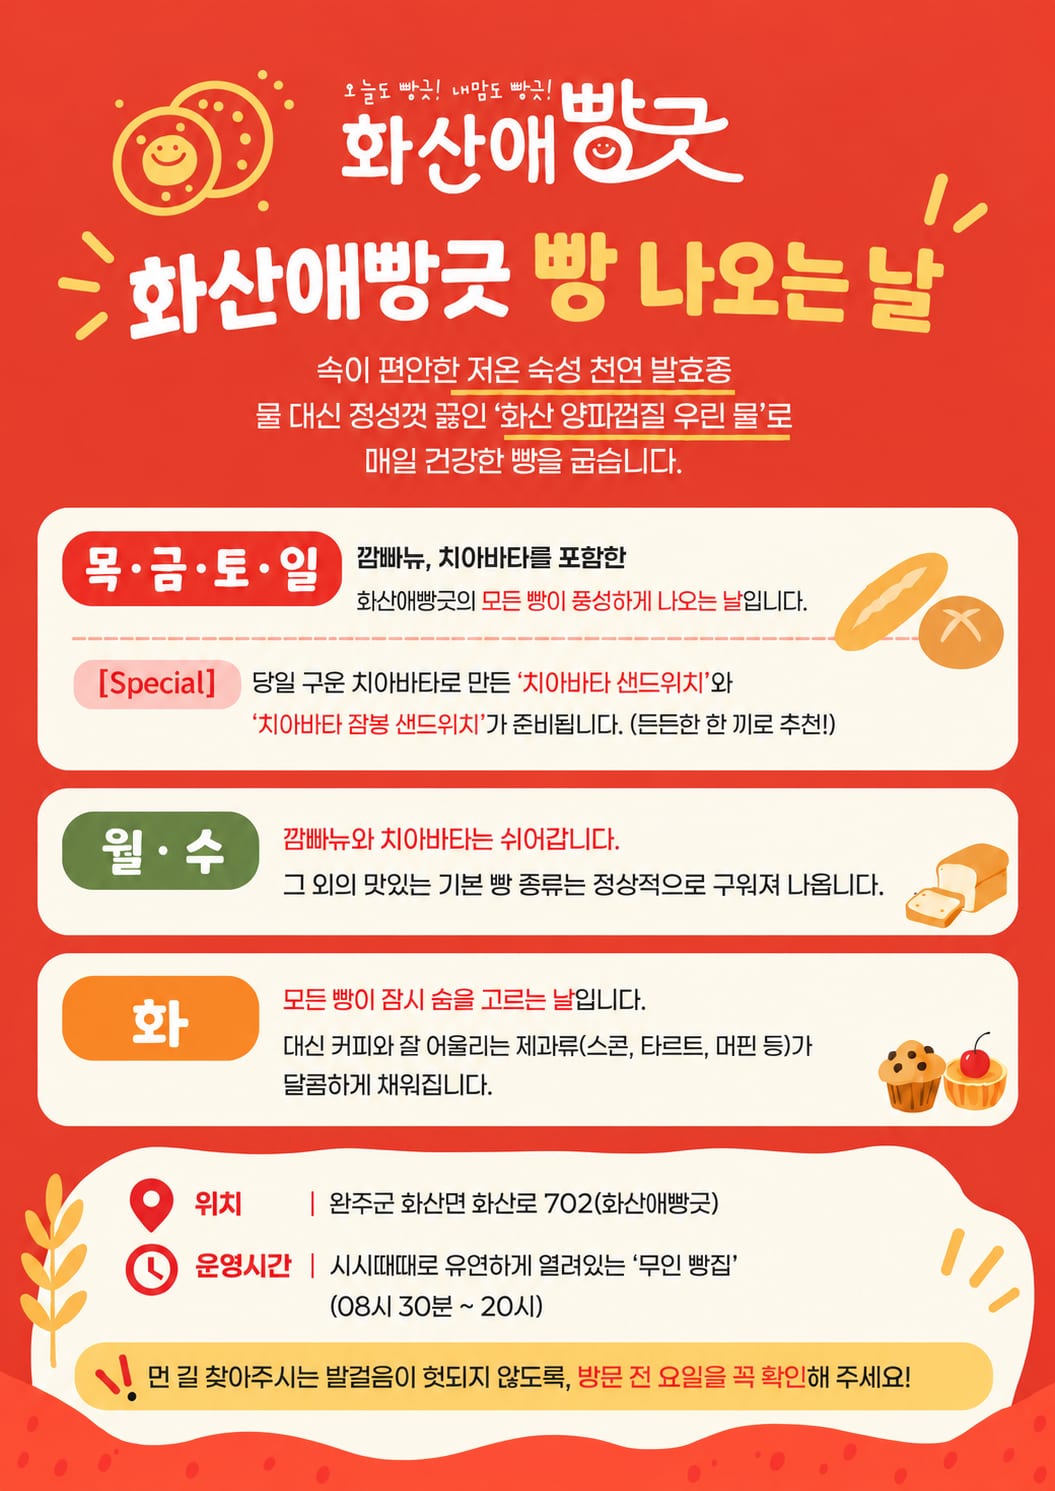 오늘도 빵긋! 내맘도 빵긋!
화산애빵긋
화산애빵긋 빵 나오는 날
속이 편안한 저온 숙성 천연 발효종
물 대신 정성껏 끓인 ‘화산 양파껍질 우린 물’로
매일 건강한 빵을 굽습니다.
목·금·토·일
깜빠뉴, 치아바타를 포함한
화산애빵긋의 모든 빵이 풍성하게 나오는 날입니다.
[Special]
당일 구운 치아바타로 만든 ‘치아바타 샌드위치’와
‘치아바타 잠봉 샌드위치’가 준비됩니다. (든든한 한 끼로 추천!)
월·수
깜빠뉴와 치아바타는 쉬어갑니다.
그 외의 맛있는 기본 빵 종류는 정상적으로 구워져 나옵니다.
화
모든 빵이 잠시 숨을 고르는 날입니다.
대신 커피와 잘 어울리는 제과류(스콘, 타르트, 머핀 등)가
달콤하게 채워집니다.
위치 | 완주군 화산면 화산로 702(화산애빵긋)
운영시간 | 시시때때로 유연하게 열려있는 ‘무인 빵집’
(08시 30분 ~ 20시)
먼 길 찾아주시는 발걸음이 헛되지 않도록, 방문 전 요일을 꼭 확인해 주세요!